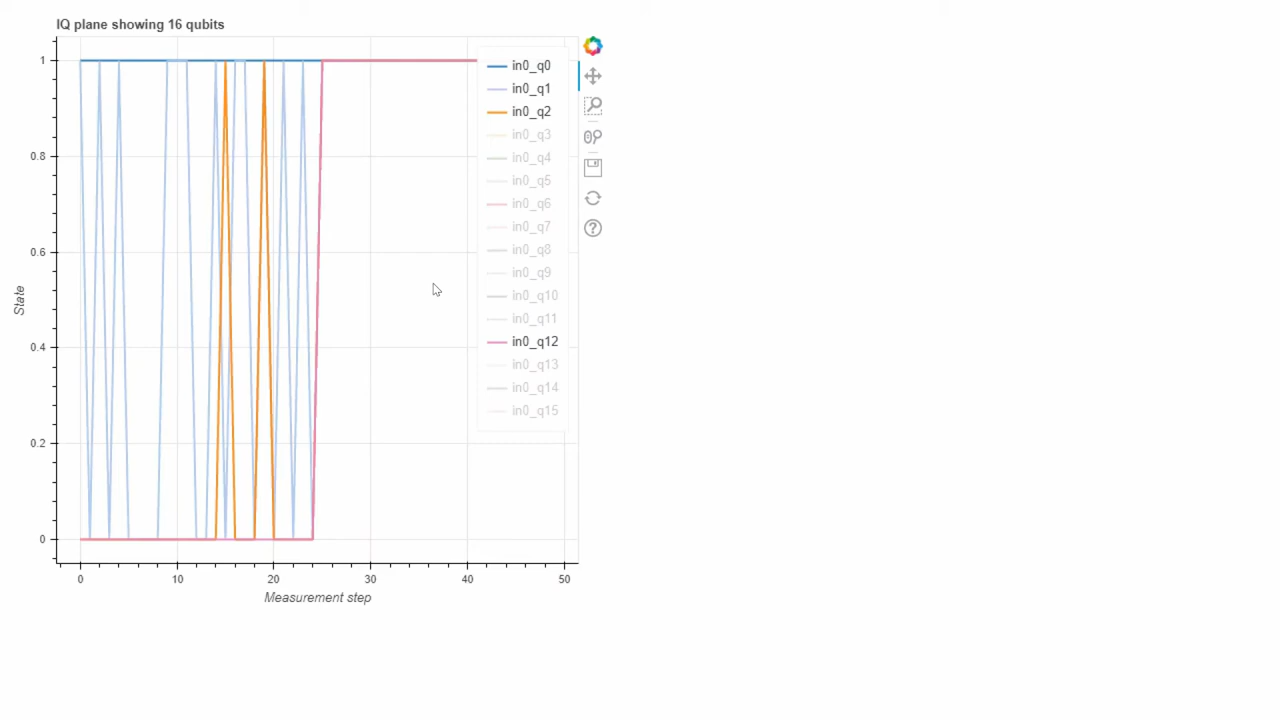 IQ plane showing 16 qubits
1
0.8
0.6
0.4
0.2
0
State
0 10 20 30 40 50
Measurement step
in0_q0
in0_q1
in0_q2
in0_q3
in0_q4
in0_q5
in0_q6
in0_q7
in0_q8
in0_q9
in0_q10
in0_q11
in0_q12
in0_q13
in0_q14
in0_q15